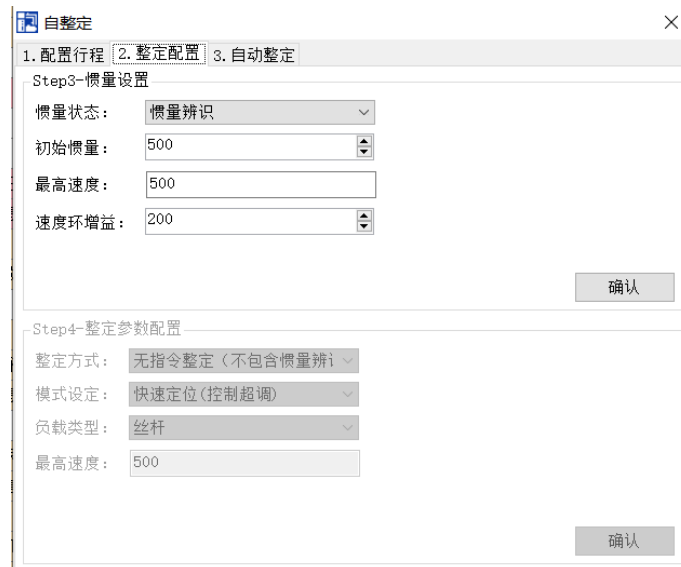 自整定
1.配置行程 2.整定配置 3.自动整定
Step3-惯量设置
惯量状态： 惯量辨识
初始惯量： 500
最高速度： 500
速度环增益： 200
确认
Step4-整定参数配置
整定方式： 无指令整定（不包含惯量辨
模式设定： 快速定位(控制超调)
负载类型： 丝杆
最高速度： 500
确认